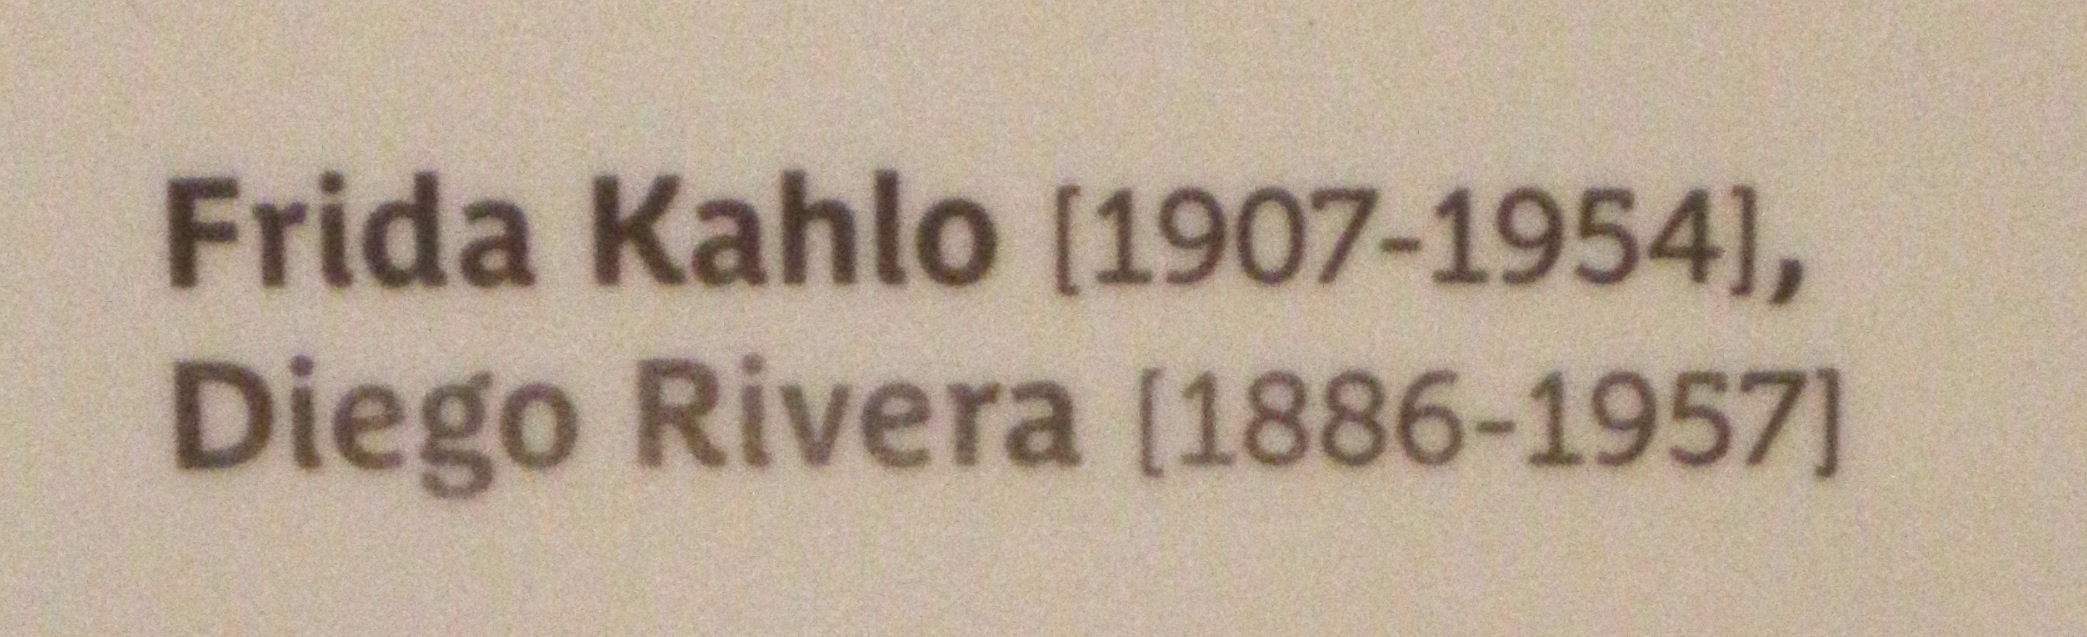 Frida Kahlo [1907-1954],
Diego Rivera [1886-1957]